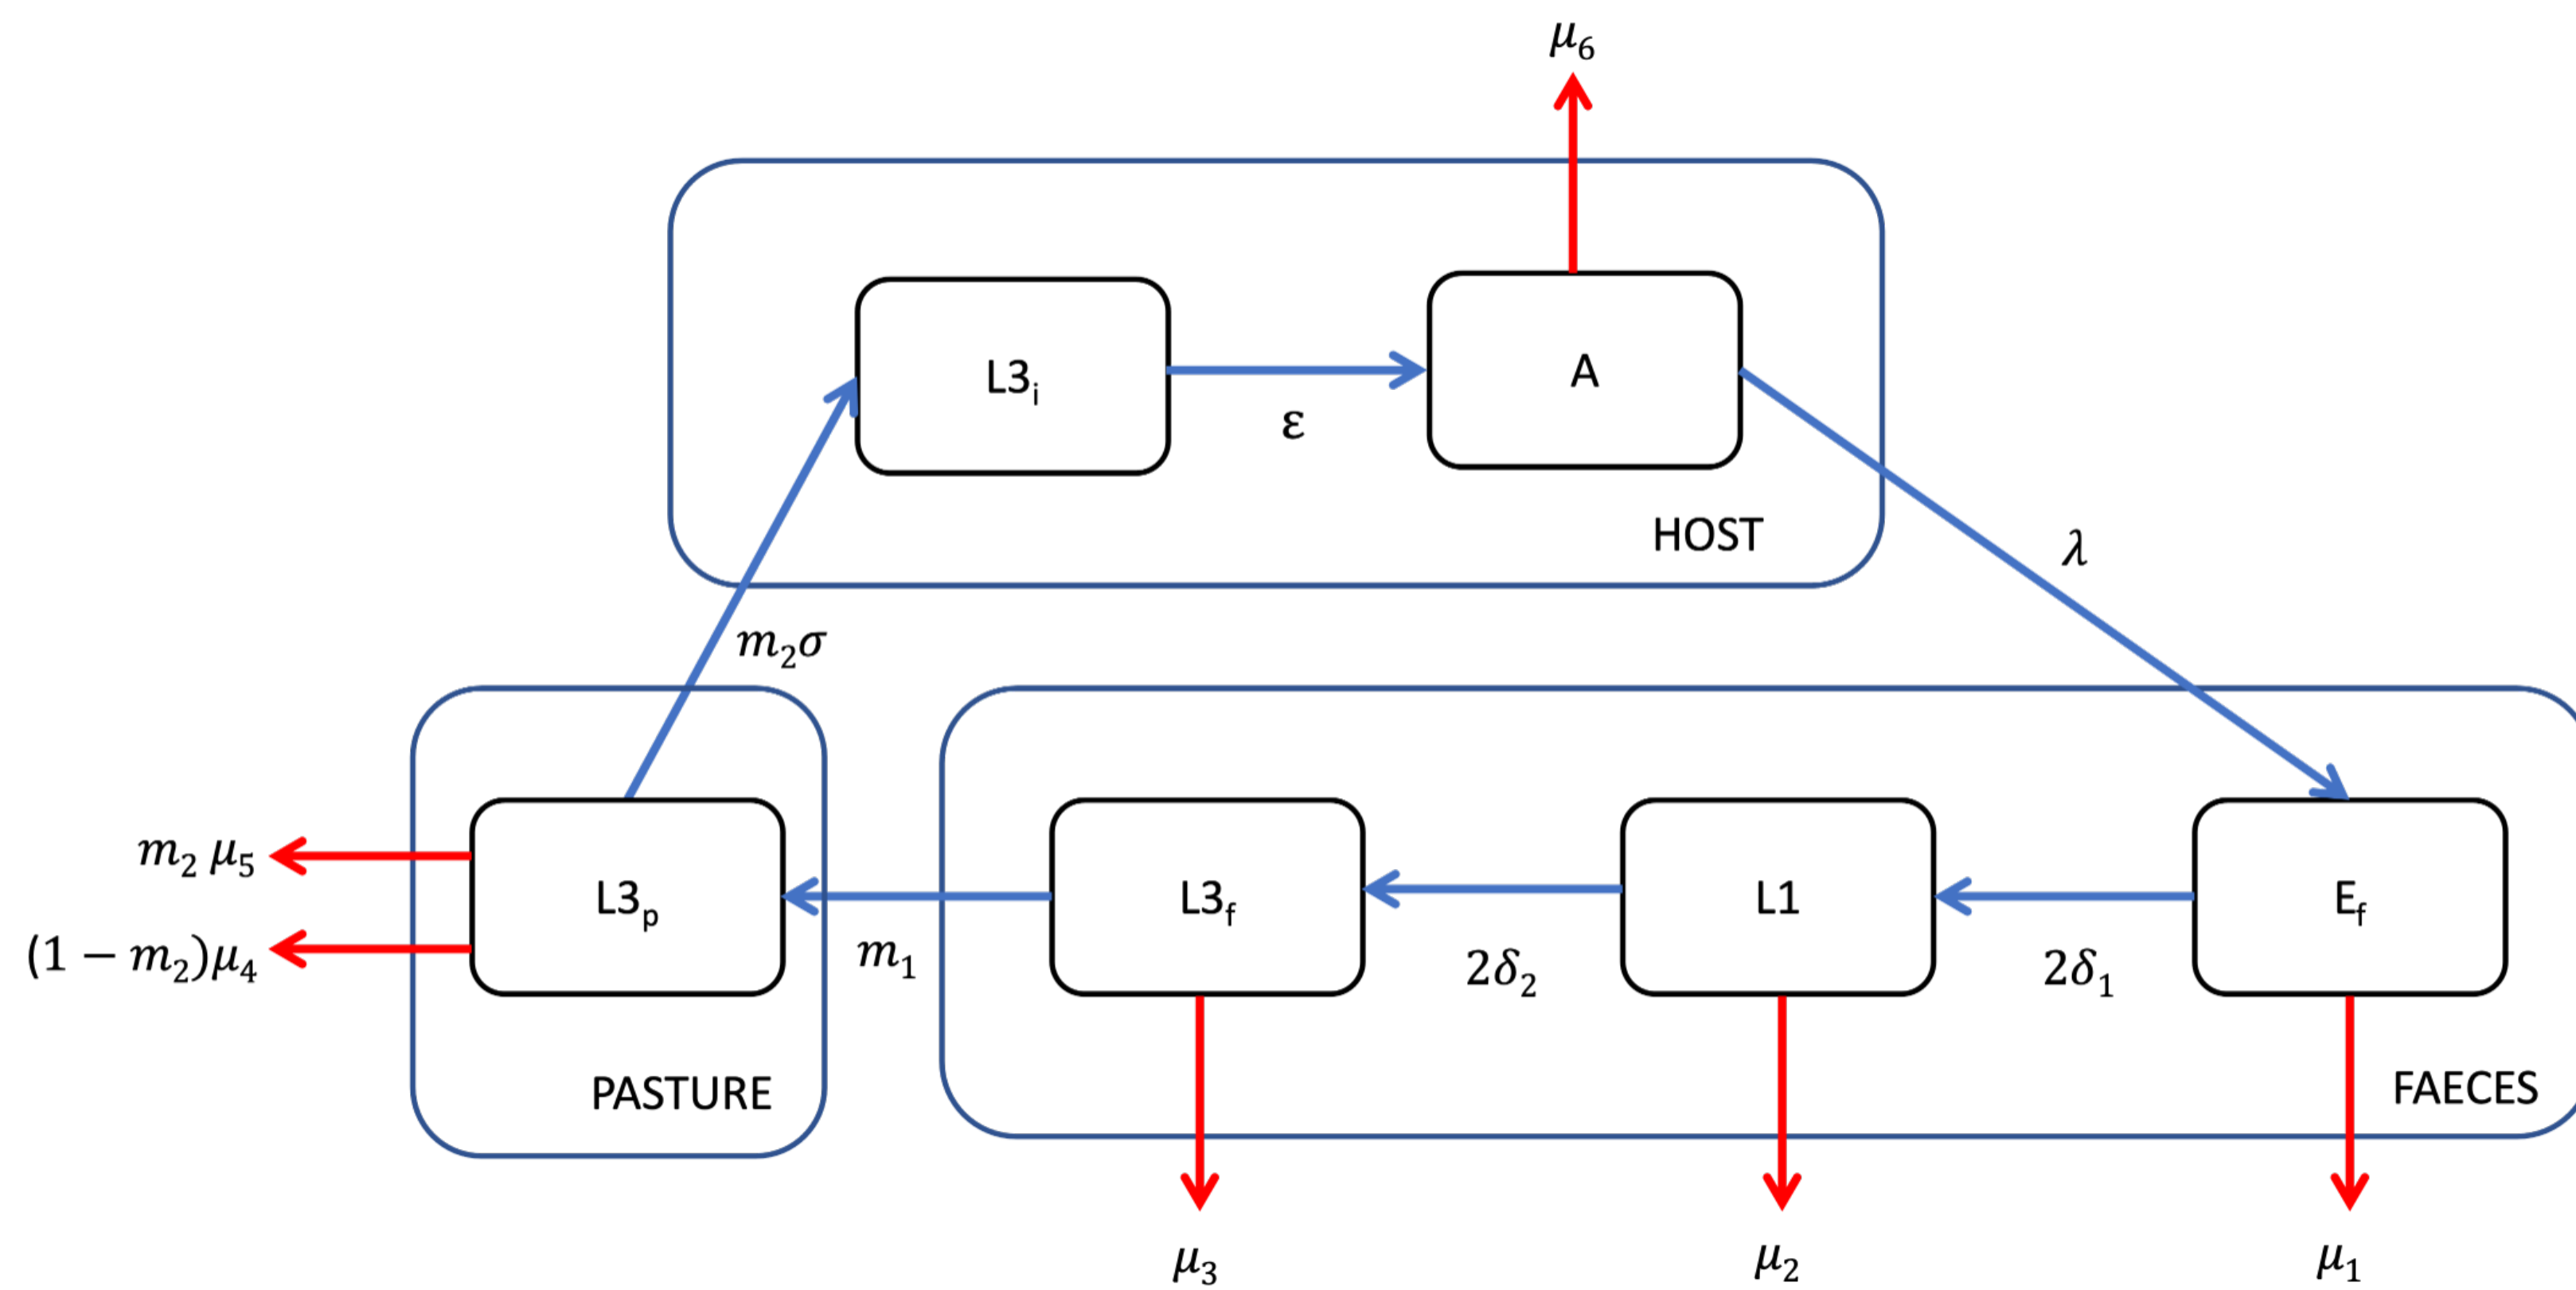 μ₆
L3ᵢ
A
ε
HOST
λ
m₂σ
m₂ μ₅
(1 − m₂)μ₄
L3ₚ
m₁
L3f
2δ₂
L1
2δ₁
Ef
PASTURE
FAECES
μ₃
μ₂
μ₁